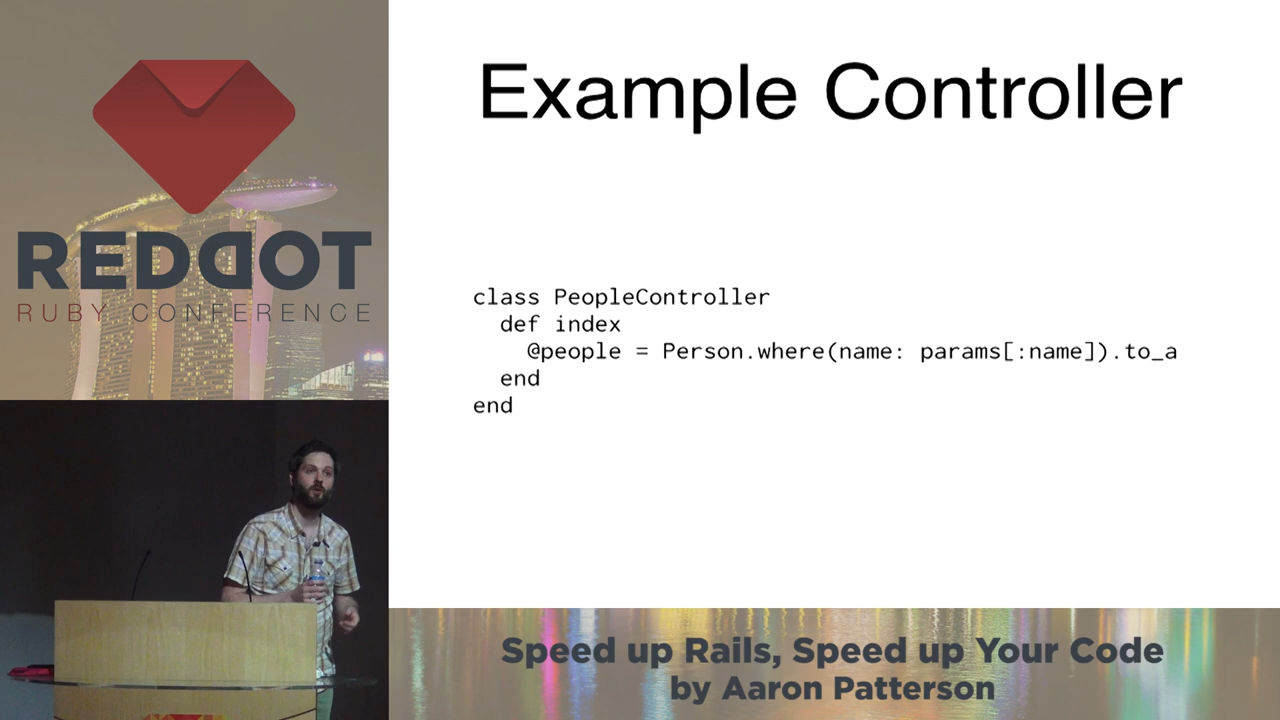 REDDOT
RUBY CONFERENCE
Example Controller
class PeopleController
  def index
    @people = Person.where(name: params[:name]).to_a
  end
end
Speed up Rails, Speed up Your Code
by Aaron Patterson